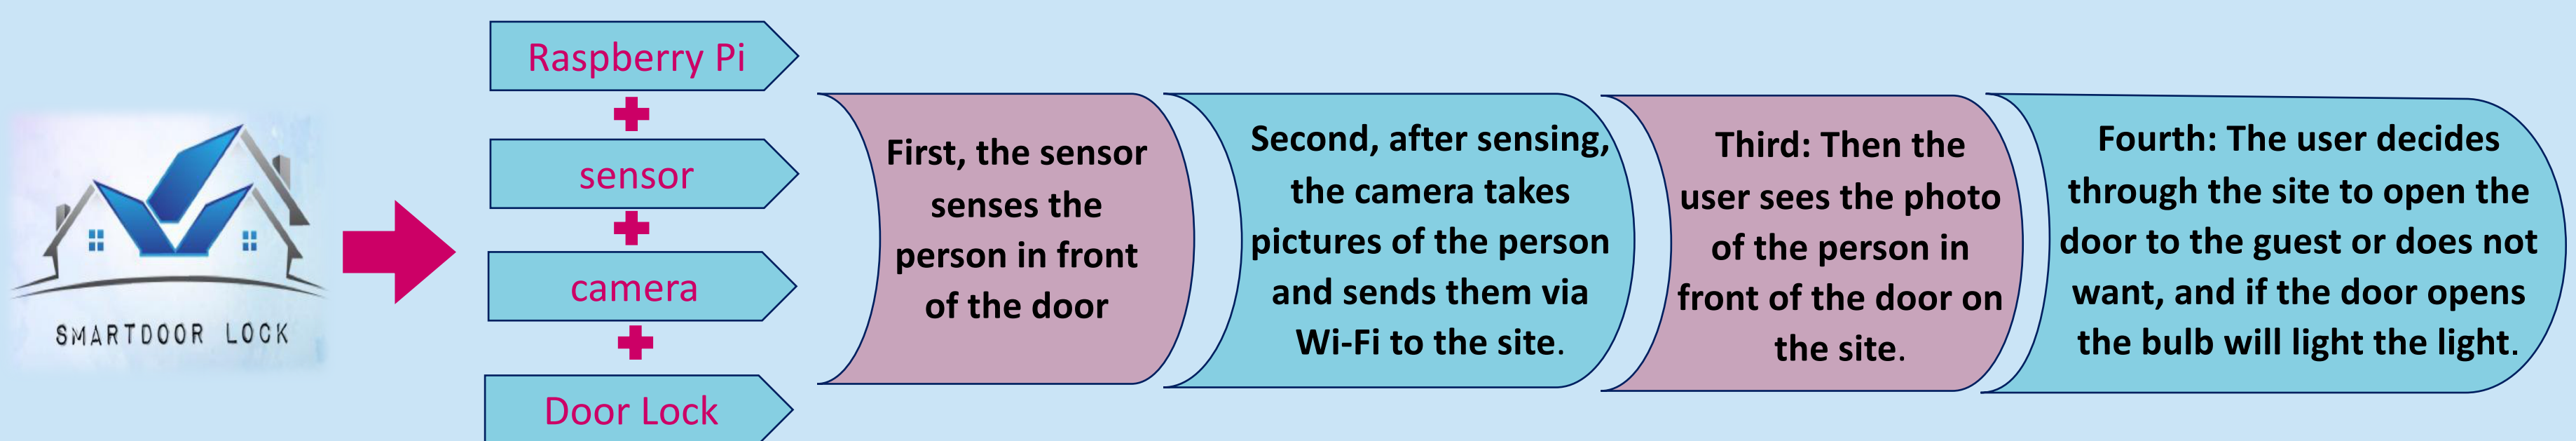 SMARTDOOR LOCK
Raspberry Pi
sensor
camera
Door Lock
First, the sensor
senses the
person in front
of the door
Second, after sensing,
the camera takes
pictures of the person
and sends them via
Wi-Fi to the site.
Third: Then the
user sees the photo
of the person in
front of the door on
the site.
Fourth: The user decides
through the site to open the
door to the guest or does not
want, and if the door opens
the bulb will light the light.